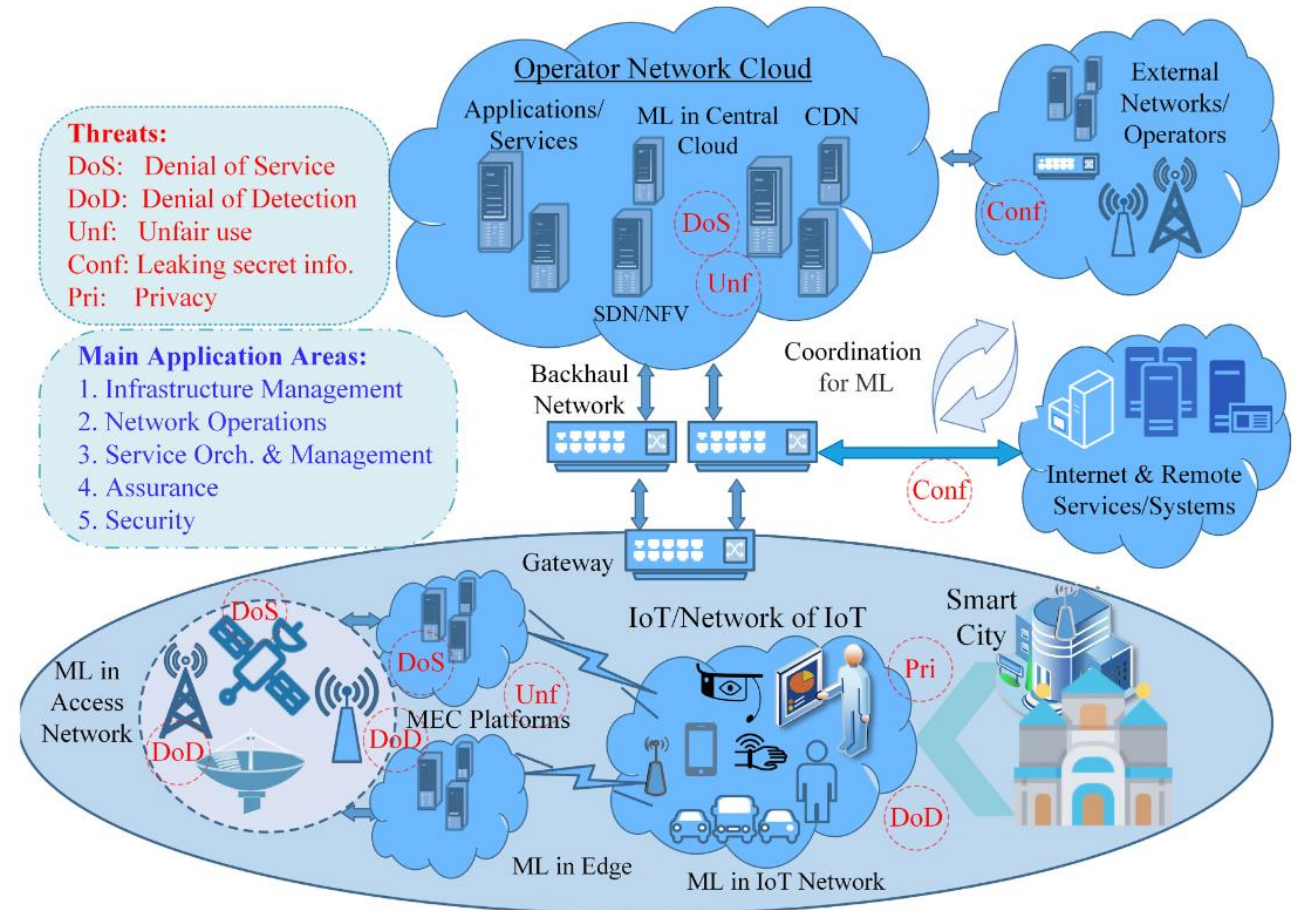 Operator Network Cloud
Applications/
Services
ML in Central
Cloud
CDN
DoS
Unf
SDN/NFV
External
Networks/
Operators
Conf
Threats:
DoS: Denial of Service
DoD: Denial of Detection
Unf: Unfair use
Conf: Leaking secret info.
Pri: Privacy
Main Application Areas:
1. Infrastructure Management
2. Network Operations
3. Service Orch. & Management
4. Assurance
5. Security
Backhaul
Network
Coordination
for ML
Conf
Internet & Remote
Services/Systems
Gateway
DoS
ML in
Access
Network
DoD
DoD
DoS
Unf
MEC Platforms
ML in Edge
IoT/Network of IoT
Pri
DoD
ML in IoT Network
Smart
City